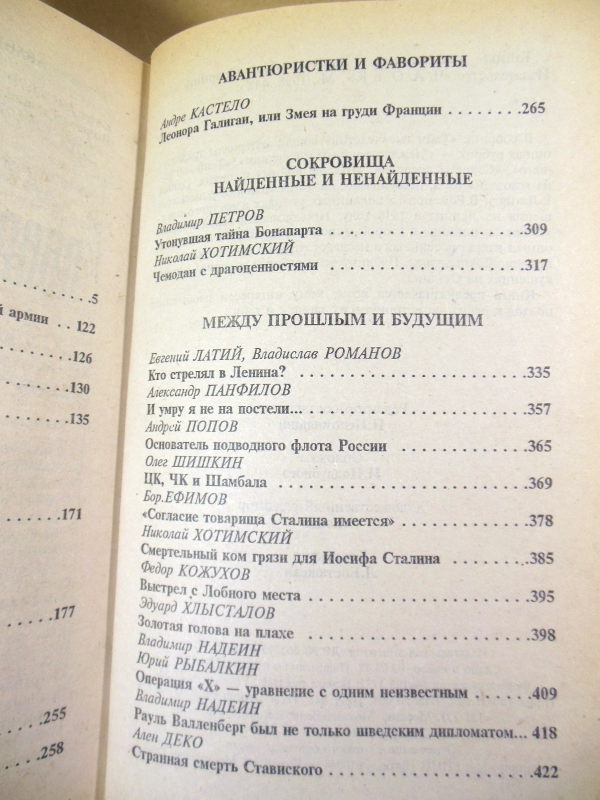 5
й армии . . 122
126
130
135
171
177
255
258
АВАНТЮРИСТКИ И ФАВОРИТЫ
Андре КАСТЕЛО
Леонора Галигаи, или Змея на груди Франции . . . . . . . .265
СОКРОВИЩА
НАЙДЕННЫЕ И НЕНАЙДЕННЫЕ
Владимир ПЕТРОВ
Утонувшая тайна Бонапарта . . . . . . . . . . . . . . . . . . .309
Николай ХОТИМСКИЙ
Чемодан с драгоценностями . . . . . . . . . . . . . . . . . . .317
МЕЖДУ ПРОШЛЫМ И БУДУЩИМ
Евгений ЛАТИЙ, Владислав РОМАНОВ
Кто стрелял в Ленина? . . . . . . . . . . . . . . . . . . . . .335
Александр ПАНФИЛОВ
И умру я не на постели... . . . . . . . . . . . . . . . . . . .357
Андрей ПОПОВ
Основатель подводного флота России . . . . . . . . . . . .365
Олег ШИШКИН
ЦК, ЧК и Шамбала . . . . . . . . . . . . . . . . . . . . . . .369
Бор.ЕФИМОВ
«Согласие товарища Сталина имеется» . . . . . . . . . . .378
Николай ХОТИМСКИЙ
Смертельный ком грязи для Иосифа Сталина . . . . . . .385
Федор КОЖУХОВ
Выстрел с Лобного места . . . . . . . . . . . . . . . . . . . .395
Эдуард ХЛЫСТАЛОВ
Золотая голова на плахе . . . . . . . . . . . . . . . . . . . .398
Владимир НАДЕИН
Юрий РЫБАЛКИН
Операция «Х» — уравнение с одним неизвестным . . . . . . .409
Владимир НАДЕИН
Рауль Валленберг был не только шведским дипломатом... 418
Ален ДЕКО
Странная смерть Ставиского . . . . . . . . . . . . . . . . . .422